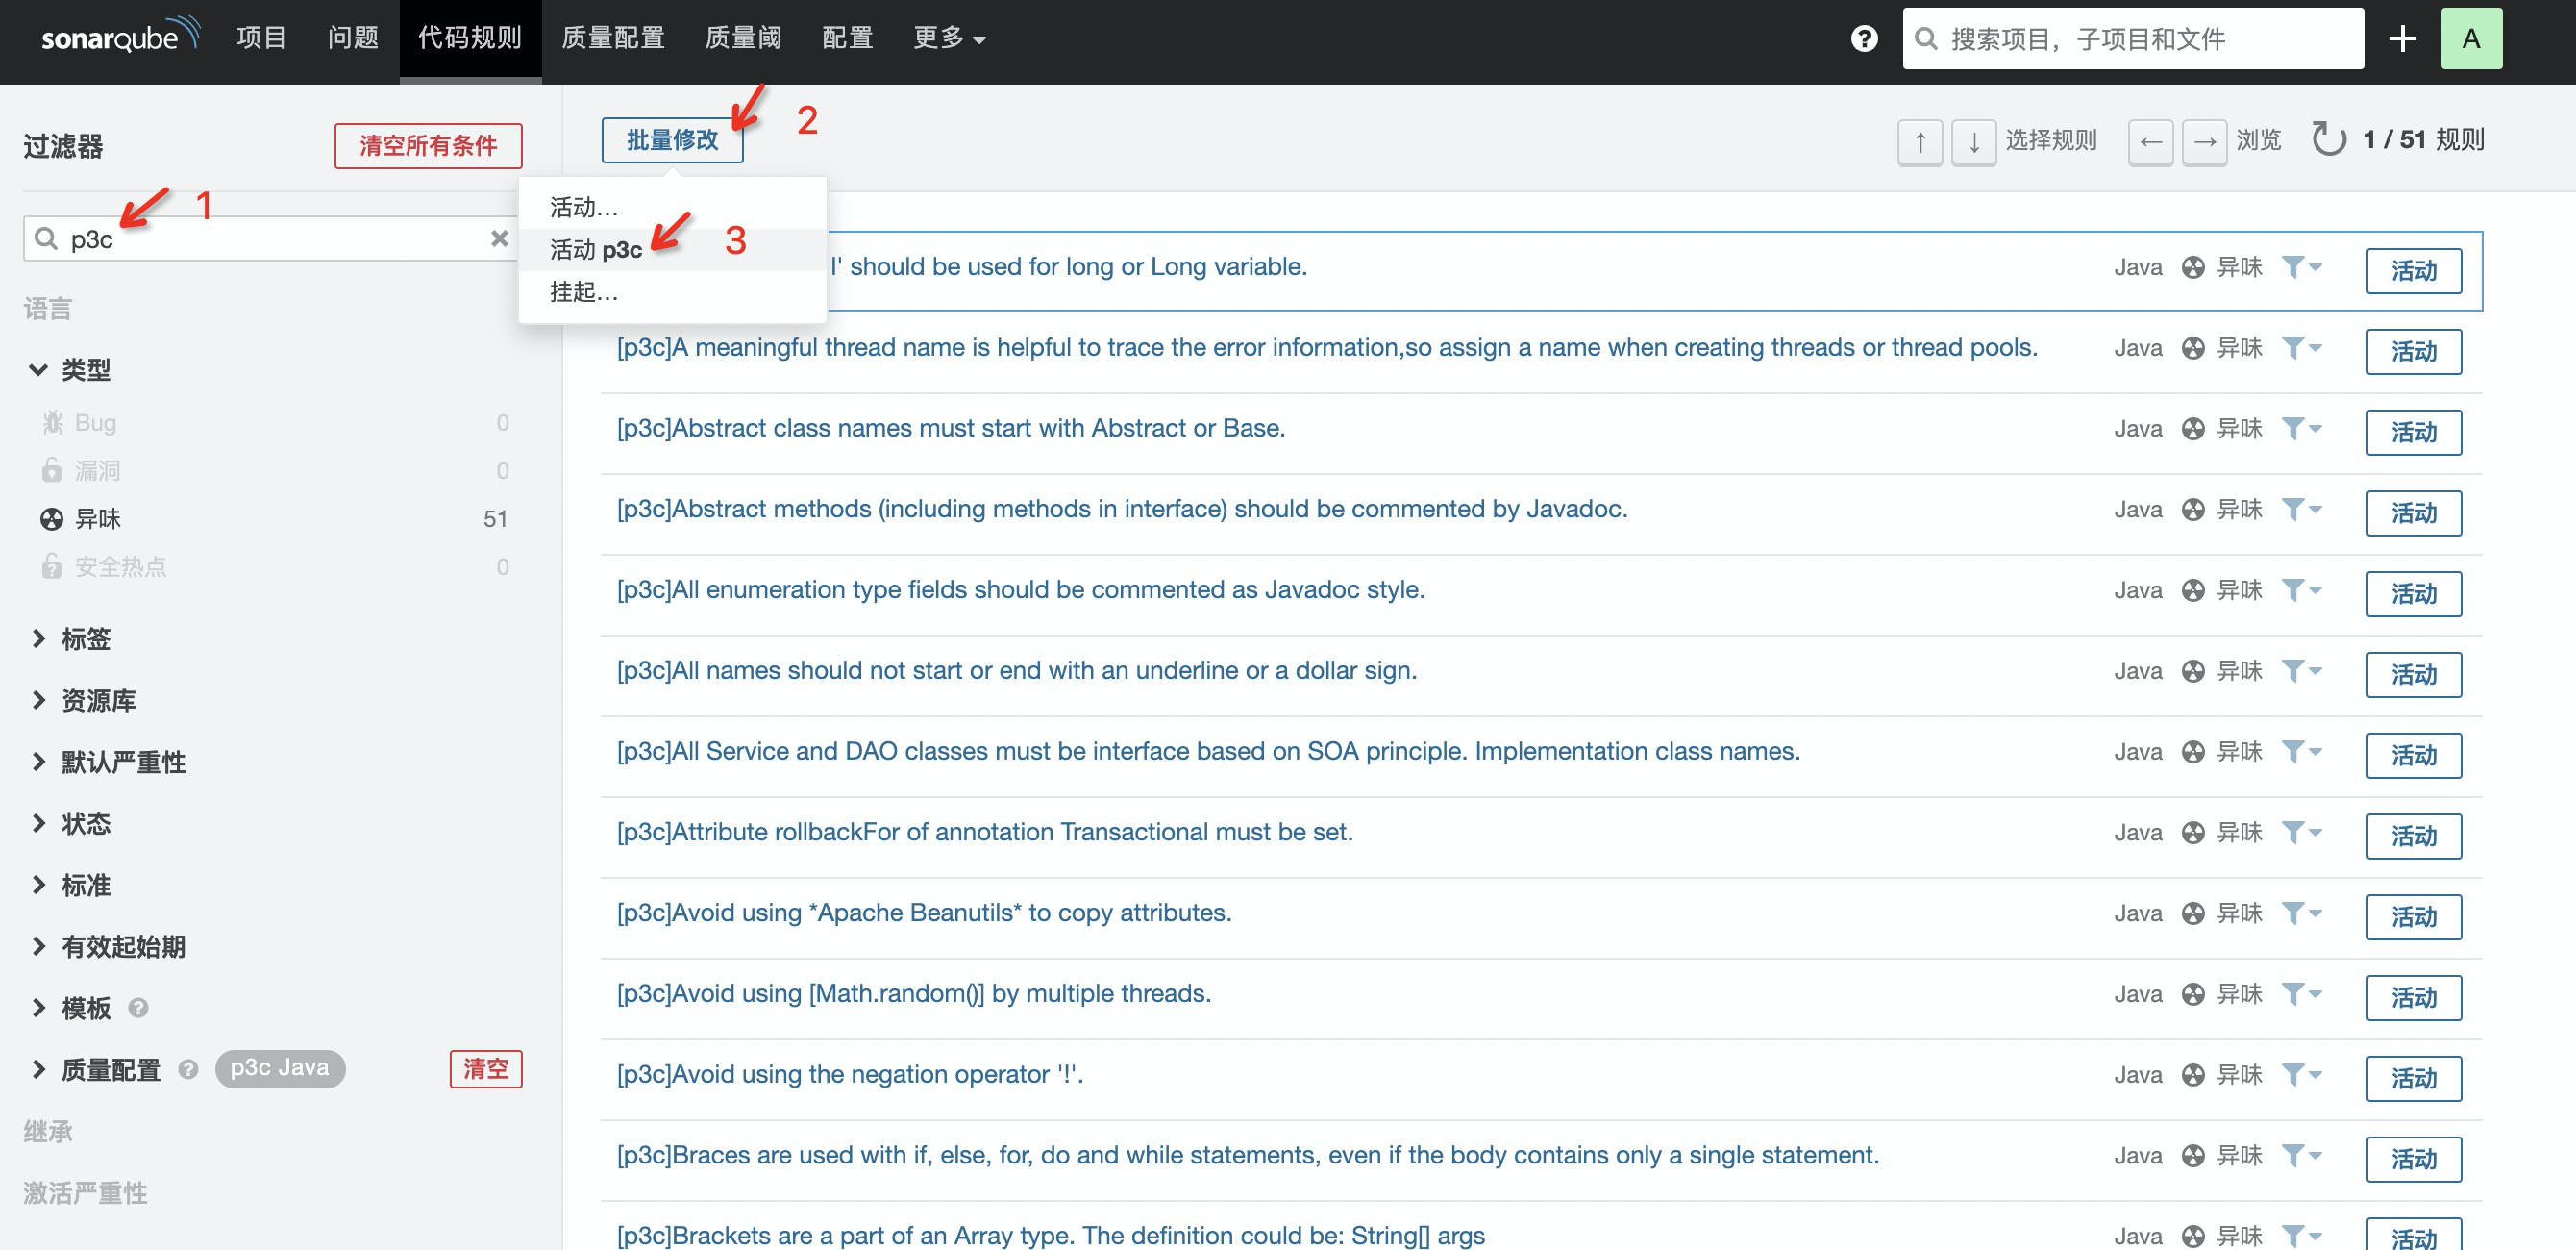 sonarqube 项目 问题 代码规则 质量配置 质量阈 配置 更多 ? 搜索项目，子项目和文件 + A
过滤器 清空所有条件
1
p3c
语言
类型
Bug 0
漏洞 0
异味 51
安全热点 0
标签
资源库
默认严重性
状态
标准
有效起始期
模板 ?
质量配置 ? p3c Java 清空
继承
激活严重性
批量修改 2 ↑ ↓ 选择规则 ← → 浏览 1 / 51 规则
活动...
活动 p3c 3
挂起...
l' should be used for long or Long variable. Java 异味 活动
[p3c]A meaningful thread name is helpful to trace the error information,so assign a name when creating threads or thread pools. Java 异味 活动
[p3c]Abstract class names must start with Abstract or Base. Java 异味 活动
[p3c]Abstract methods (including methods in interface) should be commented by Javadoc. Java 异味 活动
[p3c]All enumeration type fields should be commented as Javadoc style. Java 异味 活动
[p3c]All names should not start or end with an underline or a dollar sign. Java 异味 活动
[p3c]All Service and DAO classes must be interface based on SOA principle. Implementation class names. Java 异味 活动
[p3c]Attribute rollbackFor of annotation Transactional must be set. Java 异味 活动
[p3c]Avoid using *Apache Beanutils* to copy attributes. Java 异味 活动
[p3c]Avoid using [Math.random()] by multiple threads. Java 异味 活动
[p3c]Avoid using the negation operator '!'. Java 异味 活动
[p3c]Braces are used with if, else, for, do and while statements, even if the body contains only a single statement. Java 异味 活动
[p3c]Brackets are a part of an Array type. The definition could be: String[] args Java 异味 活动